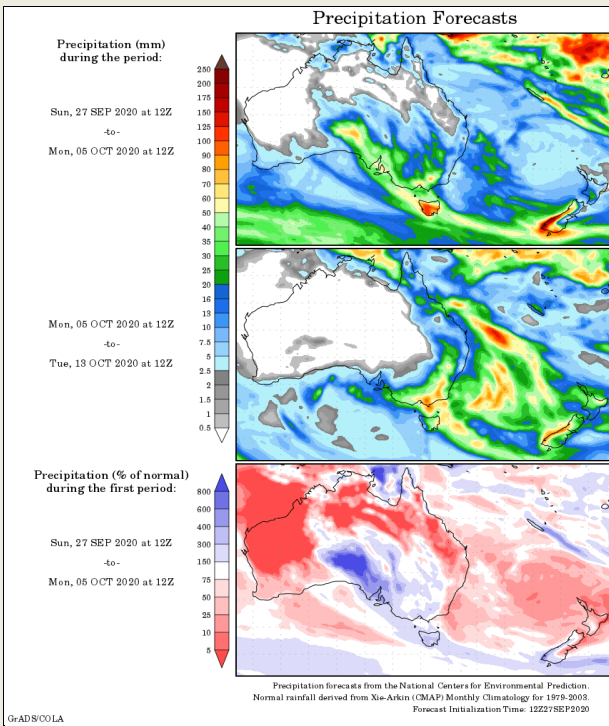 Precipitation Forecasts
Precipitation (mm)
during the period:
Sun, 27 SEP 2020 at 12Z
-to-
Mon, 05 OCT 2020 at 12Z
250
200
175
150
125
100
90
80
70
60
50
40
35
30
25
20
16
13
10
7.5
5
2.5
2
1.5
1
0.5
Mon, 05 OCT 2020 at 12Z
-to-
Tue, 13 OCT 2020 at 12Z
Precipitation (% of normal)
during the first period:
Sun, 27 SEP 2020 at 12Z
-to-
Mon, 05 OCT 2020 at 12Z
800
600
400
300
150
75
50
25
10
5
Precipitation forecasts from the National Centers for Environmental Prediction.
Normal rainfall derived from Xie-Arkin (CMAP) Monthly Climatology for 1979-2003.
Forecast Initialization Time: 12Z27SEP2020
GrADS/COLA